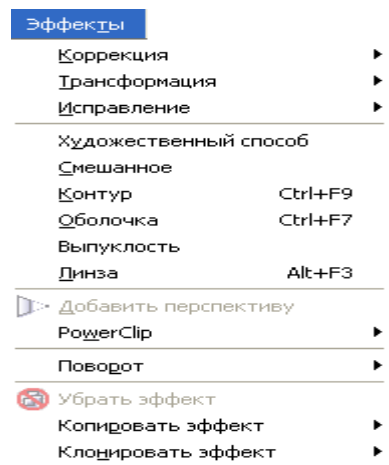 Эффекты
Коррекция
Трансформация
Исправление
Художественный способ
Смешанное
Контур Ctrl+F9
Оболочка Ctrl+F7
Выпуклость
Линза Alt+F3
Добавить перспективу
PowerClip
Поворот
Убрать эффект
Копировать эффект
Клонировать эффект